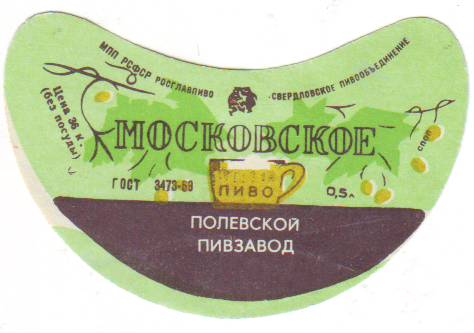 МПП РСФСР РОСГЛАВПИВО СВЕРДЛОВСКОЕ ПИВООБЪЕДИНЕНИЕ
Цена 36 к.
(без посуды)
МОСКОВСКОЕ
ГОСТ 3473-69
ПИВО
0,5л
ПОЛЕВСКОЙ
ПИВЗАВОД